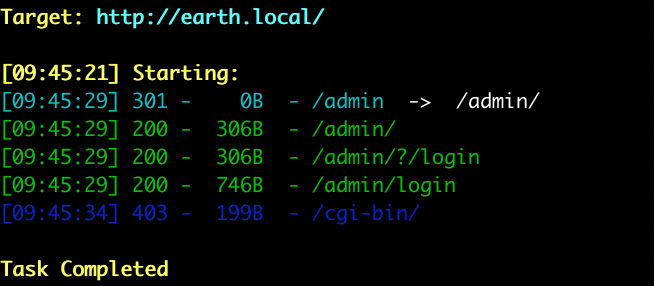 Target: http://earth.local/
[09:45:21] Starting:
[09:45:29] 301 -    0B  - /admin  ->  /admin/
[09:45:29] 200 -  306B  - /admin/
[09:45:29] 200 -  306B  - /admin/?/login
[09:45:29] 200 -  746B  - /admin/login
[09:45:34] 403 -  199B  - /cgi-bin/
Task Completed